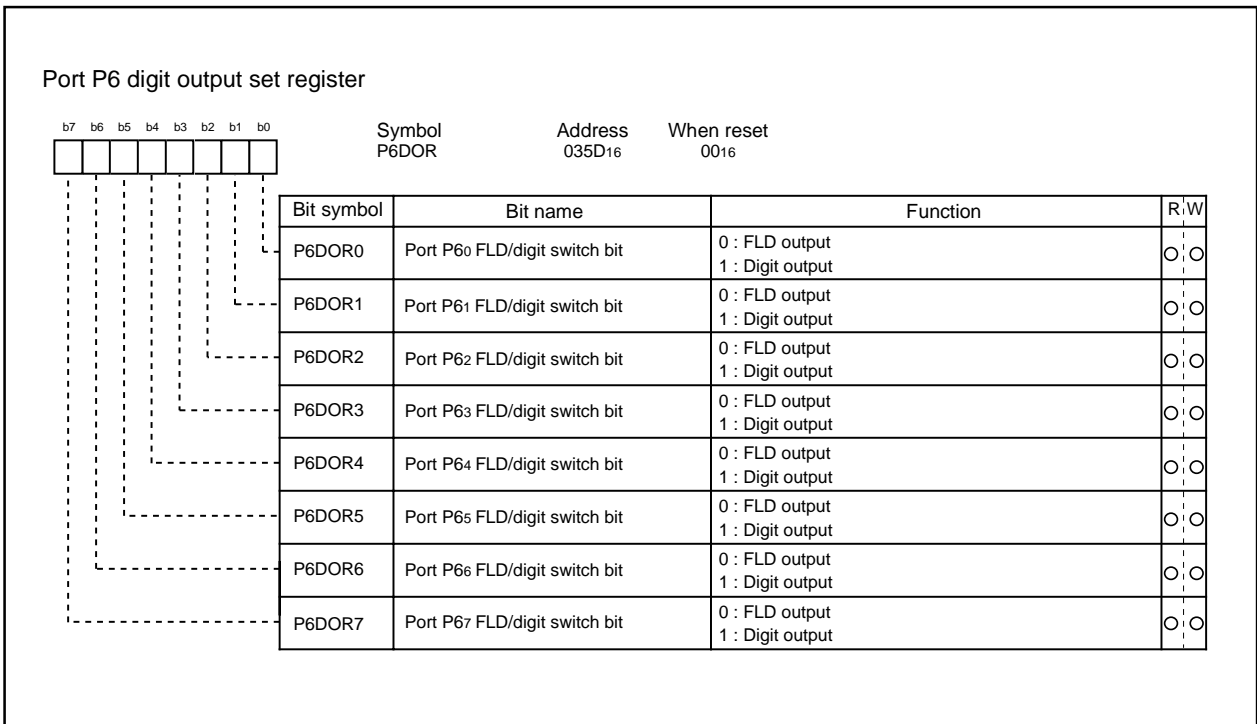 Port P6 digit output set register
b7 b6 b5 b4 b3 b2 b1 b0
Symbol Address When reset
P6DOR 035D16 0016
Bit symbol Bit name Function R W
P6DOR0 Port P60 FLD/digit switch bit 0 : FLD output
1 : Digit output
P6DOR1 Port P61 FLD/digit switch bit 0 : FLD output
1 : Digit output
P6DOR2 Port P62 FLD/digit switch bit 0 : FLD output
1 : Digit output
P6DOR3 Port P63 FLD/digit switch bit 0 : FLD output
1 : Digit output
P6DOR4 Port P64 FLD/digit switch bit 0 : FLD output
1 : Digit output
P6DOR5 Port P65 FLD/digit switch bit 0 : FLD output
1 : Digit output
P6DOR6 Port P66 FLD/digit switch bit 0 : FLD output
1 : Digit output
P6DOR7 Port P67 FLD/digit switch bit 0 : FLD output
1 : Digit output